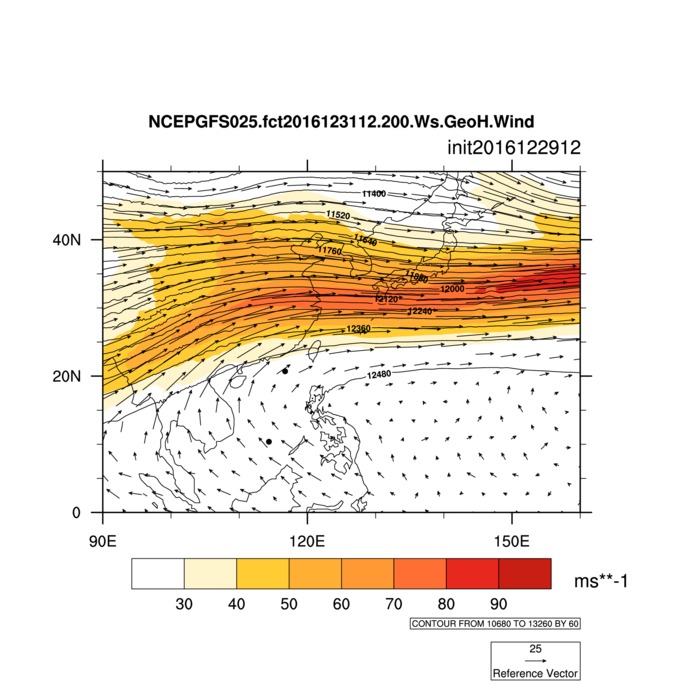 NCEPGFS025.fct2016123112.200.Ws.GeoH.Wind
init2016122912
11400
11520
11640
11760
11880
12000
12120
12240
12360
12480
40N
20N
0
90E 120E 150E
30 40 50 60 70 80 90
ms**-1
CONTOUR FROM 10680 TO 13260 BY 60
25
Reference Vector